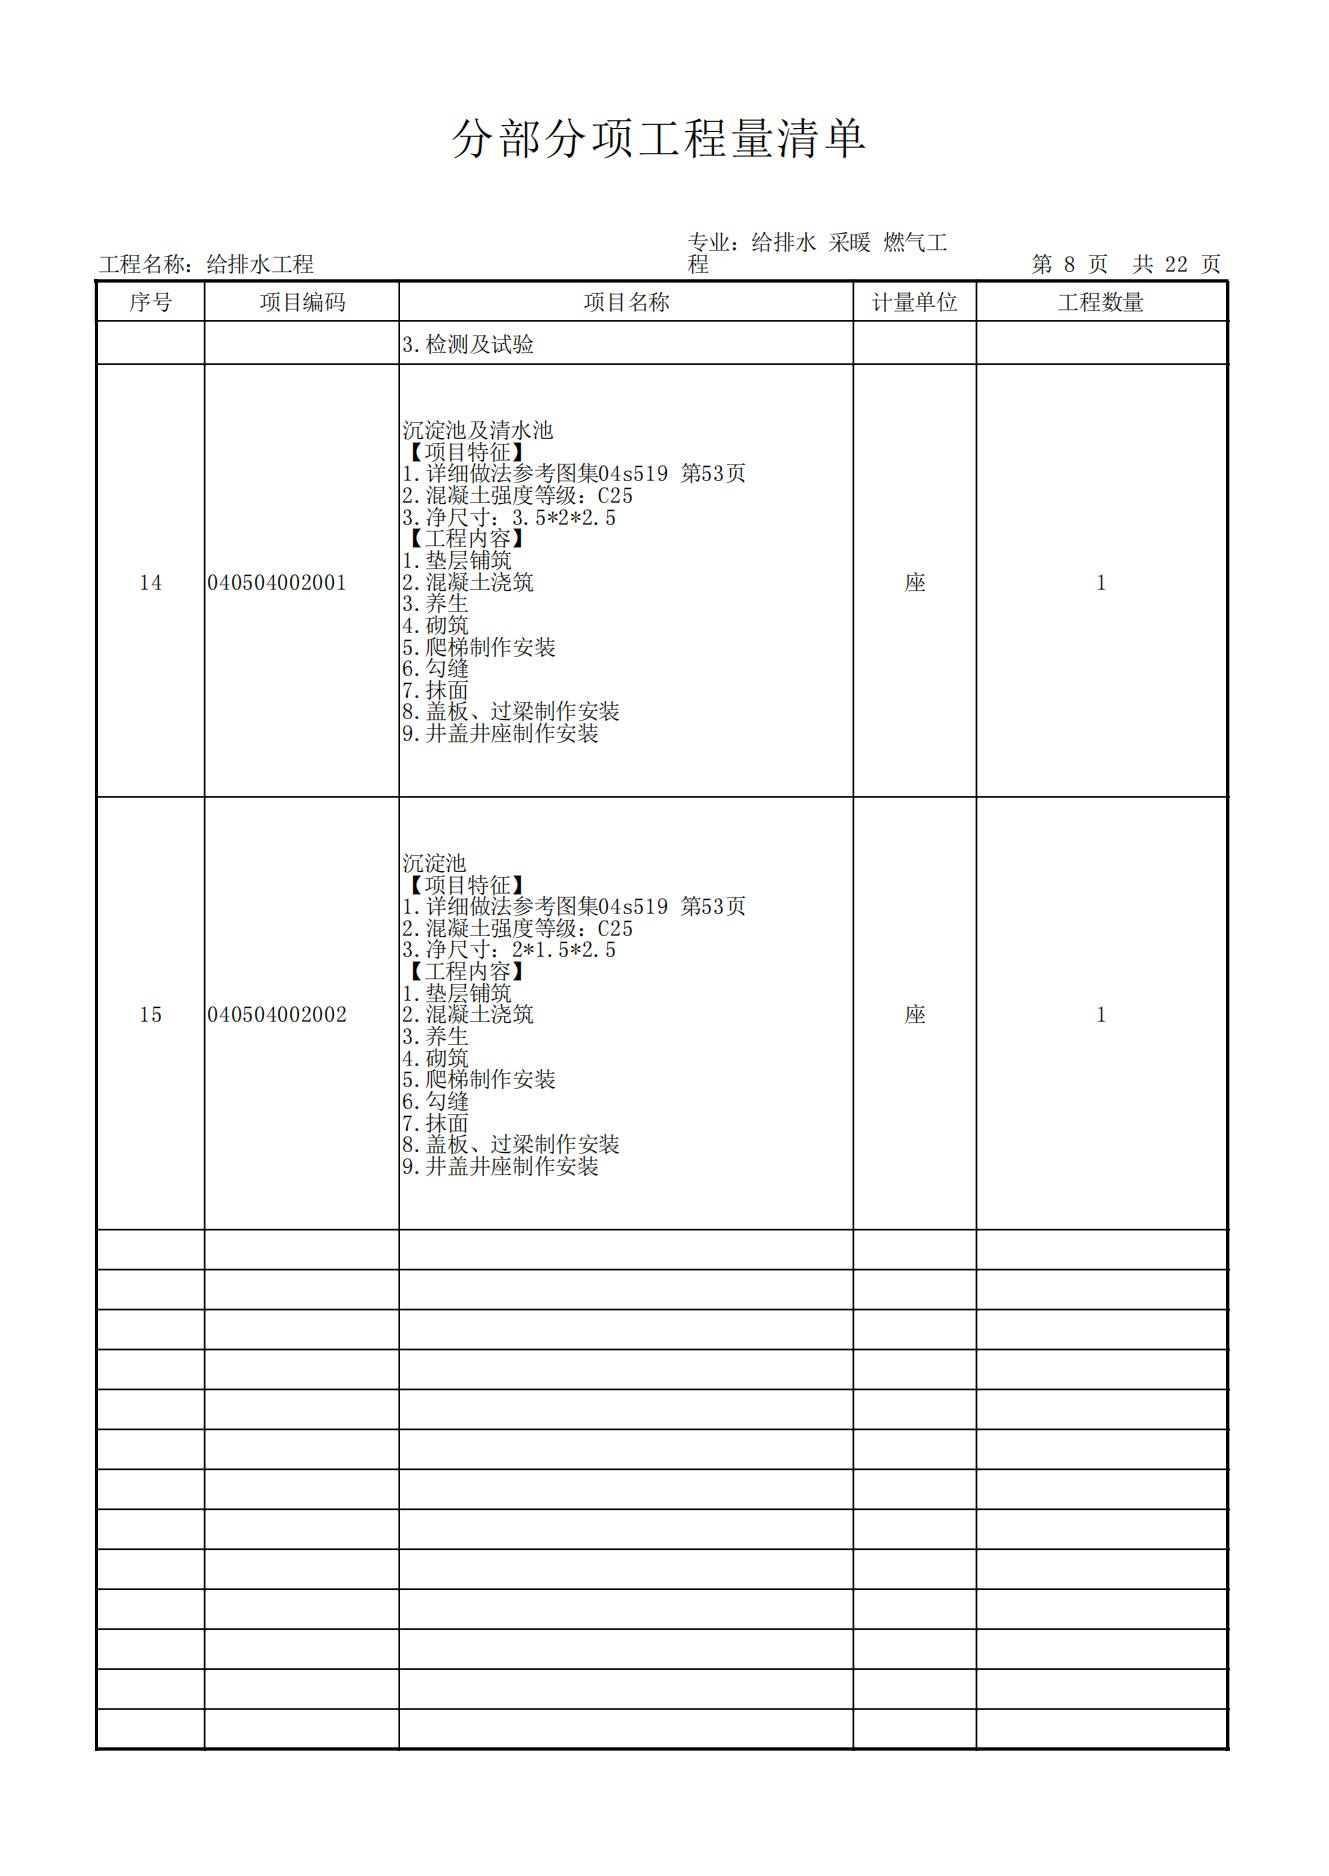 分部分项工程量清单
专业: 给排水 采暖 燃气工
工程名称: 给排水工程 程 第 8 页 共 22 页
序号 项目编码 项目名称 计量单位 工程数量
3.检测及试验
沉淀池及清水池
【项目特征】
1.详细做法参考图集04s519 第53页
2.混凝土强度等级: C25
3.净尺寸: 3.5*2*2.5
【工程内容】
1.垫层铺筑
14 040504002001 2.混凝土浇筑 座 1
3.养生
4.砌筑
5.爬梯制作安装
6.勾缝
7.抹面
8.盖板、过梁制作安装
9.井盖井座制作安装
沉淀池
【项目特征】
1.详细做法参考图集04s519 第53页
2.混凝土强度等级: C25
3.净尺寸: 2*1.5*2.5
【工程内容】
1.垫层铺筑
15 040504002002 2.混凝土浇筑 座 1
3.养生
4.砌筑
5.爬梯制作安装
6.勾缝
7.抹面
8.盖板、过梁制作安装
9.井盖井座制作安装